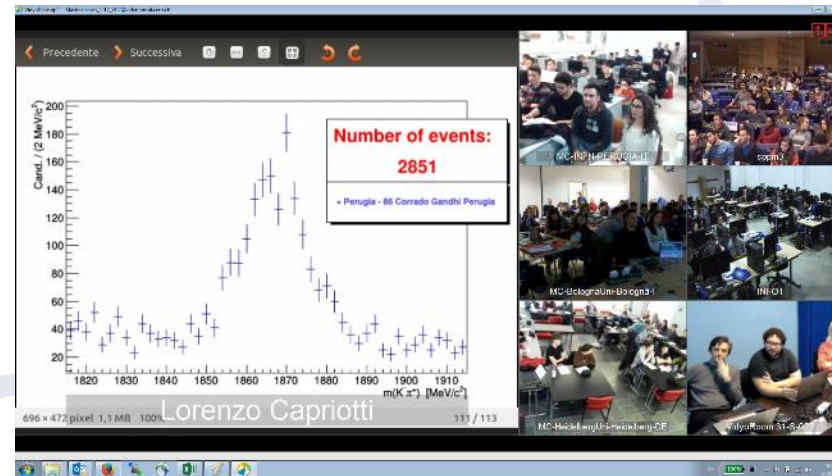 Precedente
Successiva
Cand. / (2 MeV/c²)
200
180
160
140
120
100
80
60
40
20
Number of events:
2851
+ Perugia - 86 Corrado Gandhi Perugia
1820 1830 1840 1850 1860 1870 1880 1890 1900 1910
m(K⁻π⁺) [MeV/c²]
696 × 472 pixel 1,1 MB 100%
Lorenzo Capriotti
111 / 113
MC-INFN-PERUGIA-IT
MC-BolognaUni-Bologna-I
INFO1
MC-HeidelbergUni-Heidelberg-DE